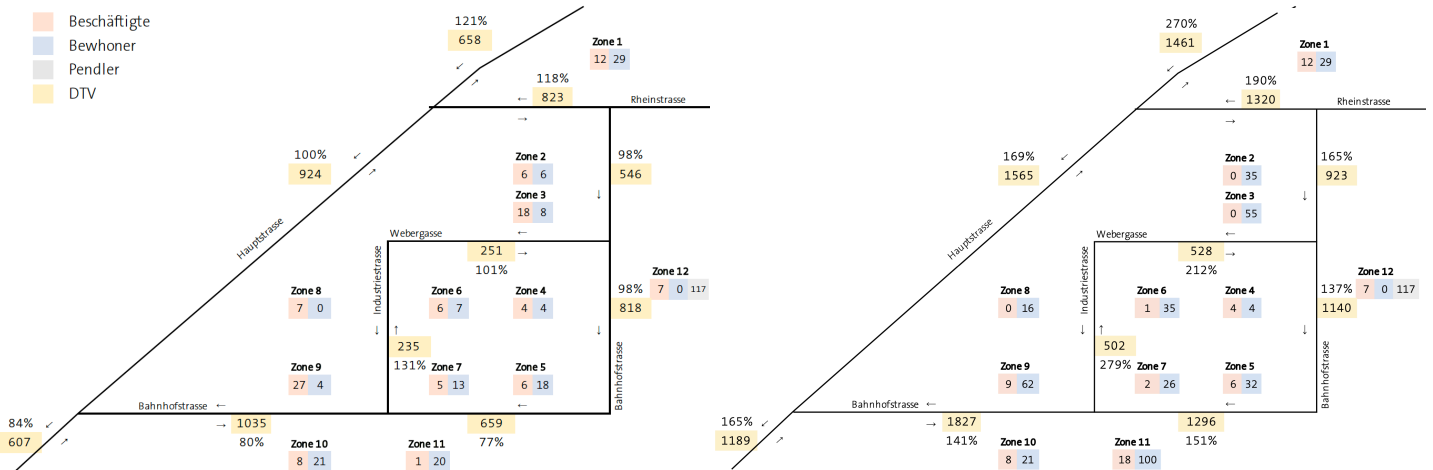 Beschäftigte
Bewhoner
Pendler
DTV
121%
658
Zone 1
12 29
118%
823
Rheinstrasse
100%
924
Zone 2
6 6
98%
546
Zone 3
18 8
Hauptstrasse
Webergasse
251
101%
Industriestrasse
Zone 12
7 0 117
Zone 8
7 0
Zone 6
6 7
Zone 4
4 4
98%
818
235
131%
Zone 9
27 4
Zone 7
5 13
Zone 5
6 18
Bahnhofstrasse
Bahnhofstrasse
84%
607
1035
80%
659
77%
Zone 10
8 21
Zone 11
1 20
270%
1461
Zone 1
12 29
190%
1320
Rheinstrasse
169%
1565
Zone 2
0 35
165%
923
Zone 3
0 55
Hauptstrasse
Webergasse
528
212%
Industriestrasse
Zone 12
7 0 117
Zone 8
0 16
Zone 6
1 35
Zone 4
4 4
137%
1140
502
279%
Zone 9
9 62
Zone 7
2 26
Zone 5
6 32
Bahnhofstrasse
Bahnhofstrasse
165%
1189
1827
141%
1296
151%
Zone 10
8 21
Zone 11
18 100